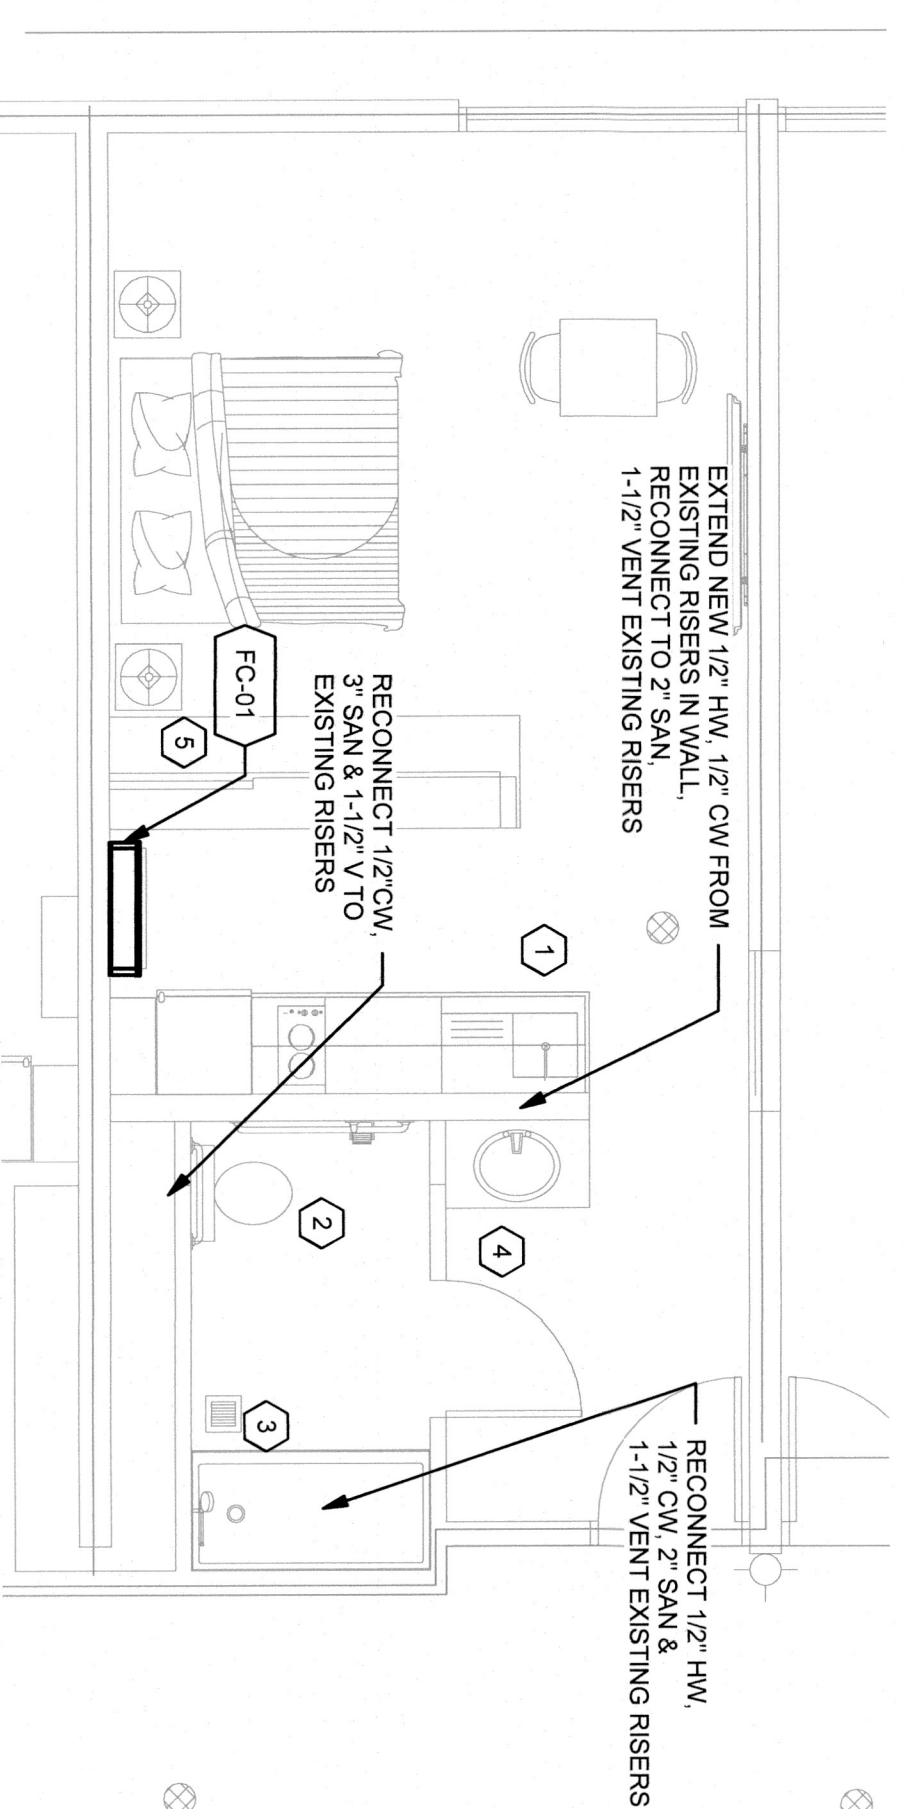 EXTEND NEW 1/2" HW, 1/2" CW FROM
EXISTING RISERS IN WALL,
RECONNECT TO 2" SAN,
1-1/2" VENT EXISTING RISERS
RECONNECT 1/2"CW,
3" SAN & 1-1/2" V TO
EXISTING RISERS
FC-01
5
1
2
4
3
RECONNECT 1/2" HW,
1/2" CW, 2" SAN &
1-1/2" VENT EXISTING RISERS